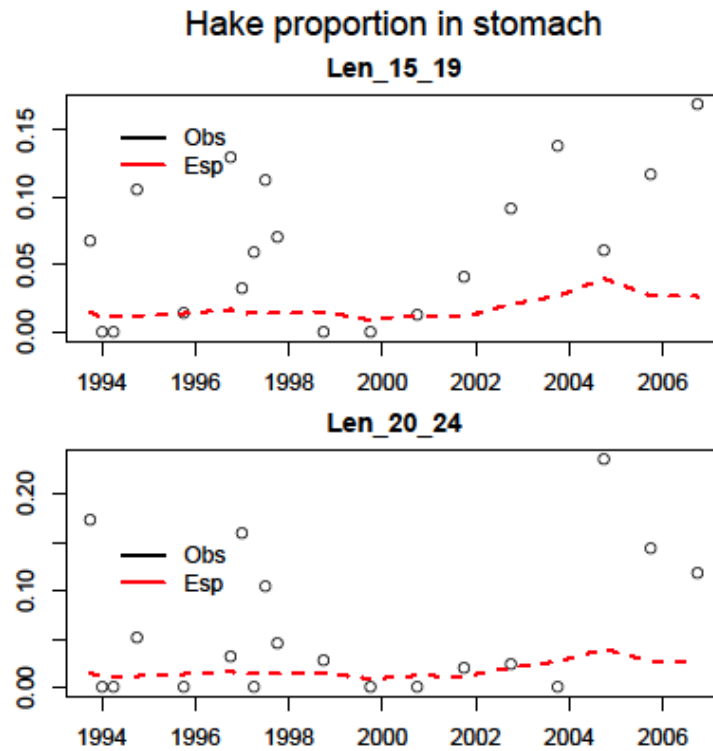 Hake proportion in stomach
Len_15_19
0.15
0.10
0.05
0.00
Obs
Esp
1994 1996 1998 2000 2002 2004 2006
Len_20_24
0.20
0.10
0.00
Obs
Esp
1994 1996 1998 2000 2002 2004 2006